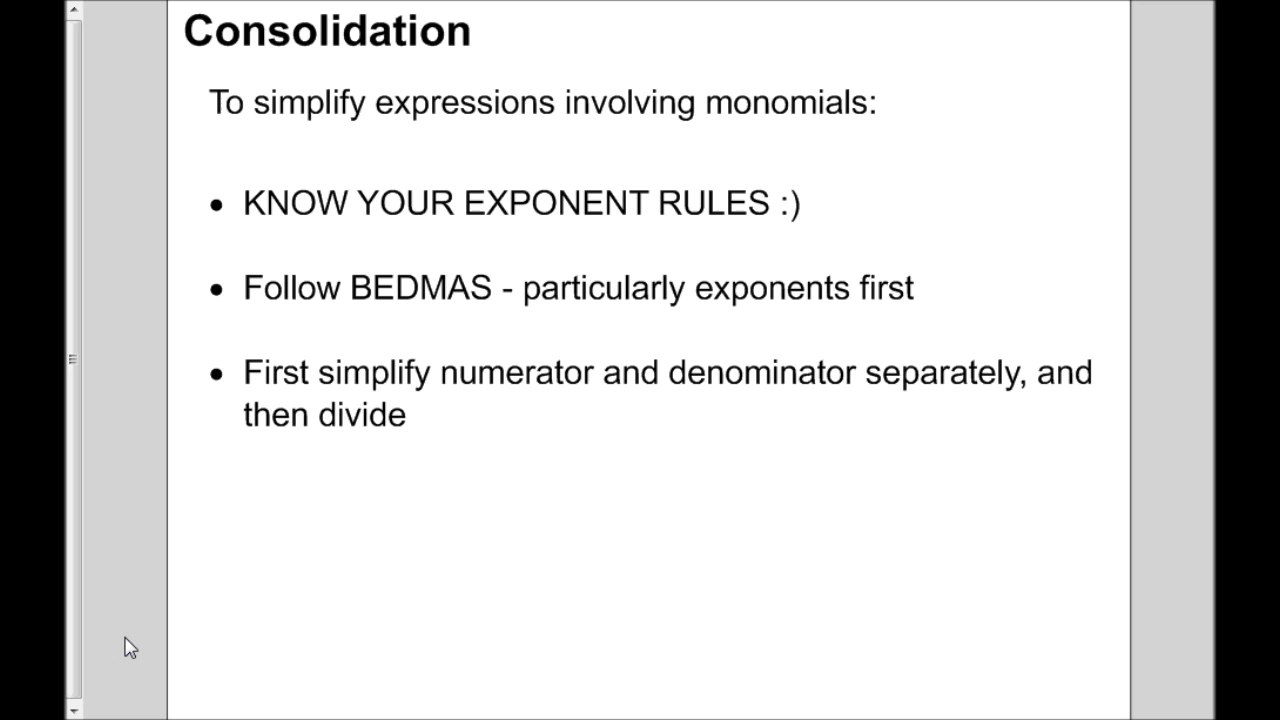 Consolidation
To simplify expressions involving monomials:
• KNOW YOUR EXPONENT RULES :)
• Follow BEDMAS - particularly exponents first
• First simplify numerator and denominator separately, and
then divide